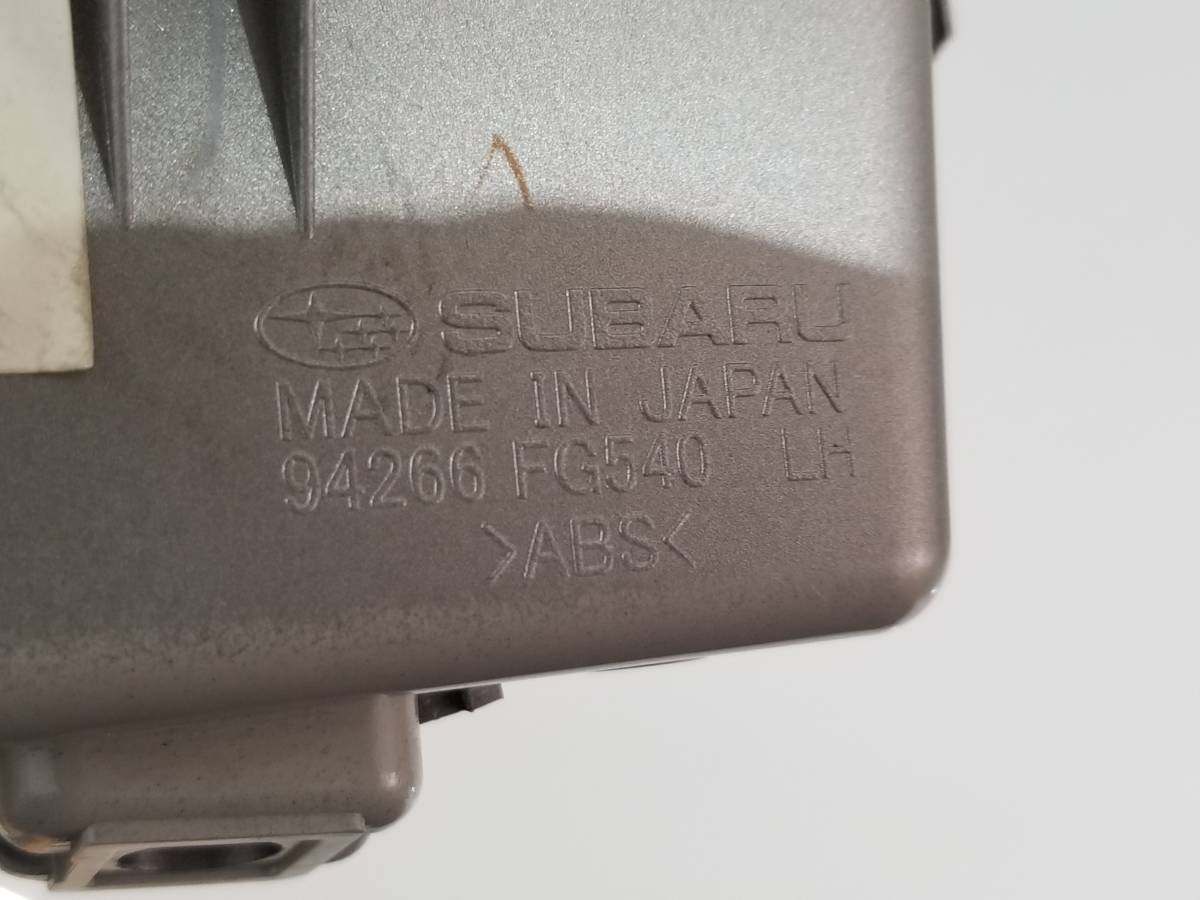 SUBARU
MADE IN JAPAN
94266 FG540 LH
>ABS<